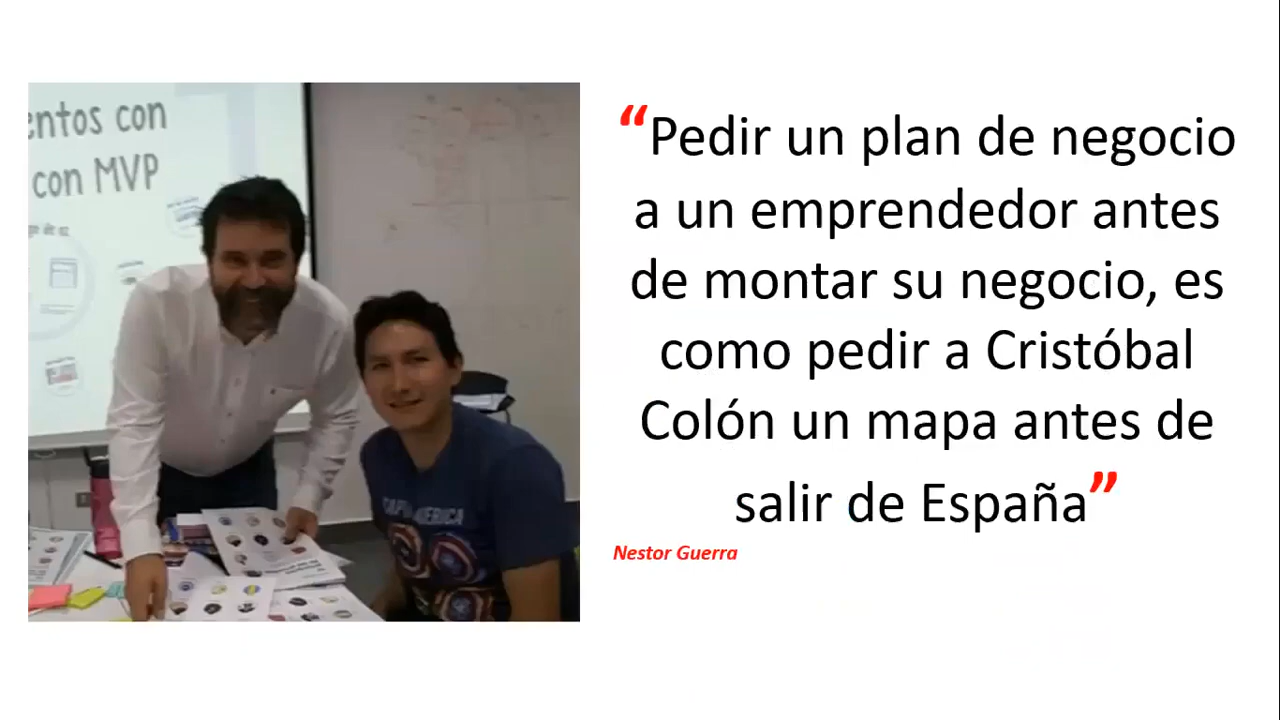 entos con
con MVP
“Pedir un plan de negocio
a un emprendedor antes
de montar su negocio, es
como pedir a Cristóbal
Colón un mapa antes de
salir de España”
Nestor Guerra